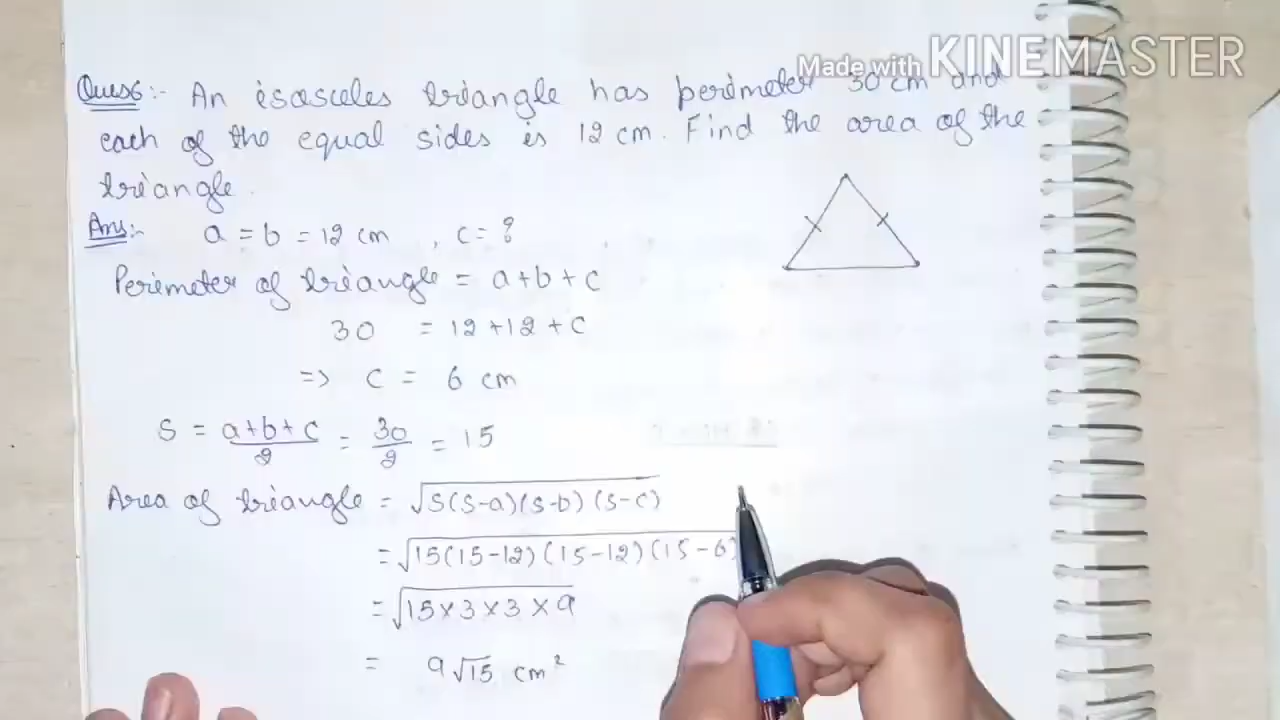 Made with KINEMASTER
Ques6:- An isosceles triangle has perimeter 30 cm and
each of the equal sides is 12 cm. Find the area of the
triangle.
Ans:- a = b = 12 cm , c = ?
Perimeter of triangle = a+b+c
30 = 12+12+c
=> c = 6 cm
S = a+b+c/2 = 30/2 = 15
Area of triangle = √S(S-a)(S-b)(S-c)
= √15(15-12)(15-12)(15-6)
= √15×3×3×9
= 9√15 cm²